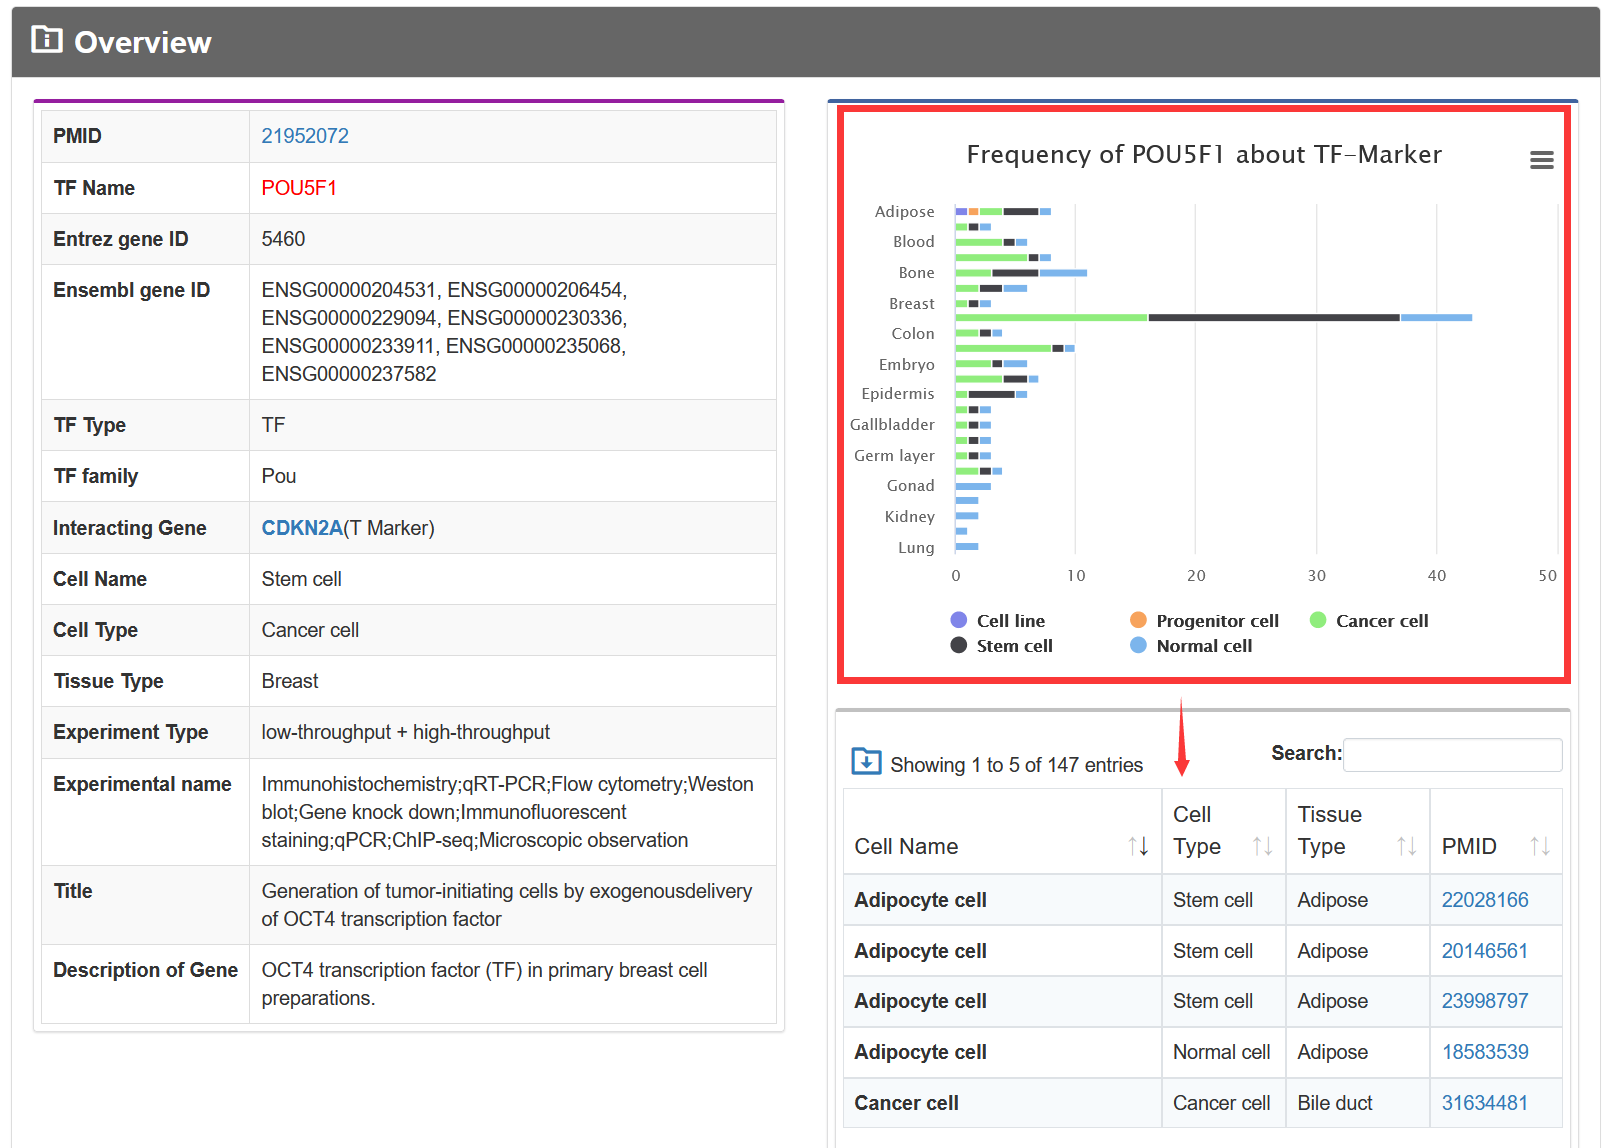 Overview
PMID 21952072
TF Name POU5F1
Entrez gene ID 5460
Ensembl gene ID ENSG00000204531, ENSG00000206454,
ENSG00000229094, ENSG00000230336,
ENSG00000233911, ENSG00000235068,
ENSG00000237582
TF Type TF
TF family Pou
Interacting Gene CDKN2A(T Marker)
Cell Name Stem cell
Cell Type Cancer cell
Tissue Type Breast
Experiment Type low-throughput + high-throughput
Experimental name Immunohistochemistry;qRT-PCR;Flow cytometry;Weston
blot;Gene knock down;Immunofluorescent
staining;qPCR;ChIP-seq;Microscopic observation
Title Generation of tumor-initiating cells by exogenousdelivery
of OCT4 transcription factor
Description of Gene OCT4 transcription factor (TF) in primary breast cell
preparations.
Frequency of POU5F1 about TF-Marker
Adipose
Blood
Bone
Breast
Colon
Embryo
Epidermis
Gallbladder
Germ layer
Gonad
Kidney
Lung
0 10 20 30 40 50
Cell line Progenitor cell Cancer cell
Stem cell Normal cell
Showing 1 to 5 of 147 entries Search:
Cell Name Cell Type Tissue Type PMID
Adipocyte cell Stem cell Adipose 22028166
Adipocyte cell Stem cell Adipose 20146561
Adipocyte cell Stem cell Adipose 23998797
Adipocyte cell Normal cell Adipose 18583539
Cancer cell Cancer cell Bile duct 31634481